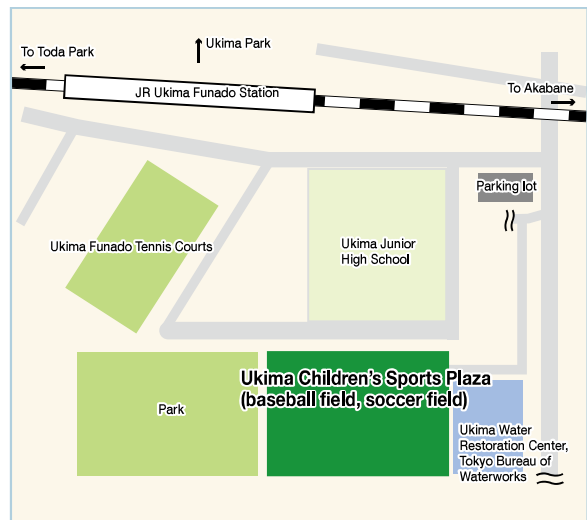 Ukima Park
To Toda Park
JR Ukima Funado Station
To Akabane
Parking lot
Ukima Funado Tennis Courts
Ukima Junior
High School
Ukima Children's Sports Plaza
(baseball field, soccer field)
Park
Ukima Water
Restoration Center,
Tokyo Bureau of
Waterworks